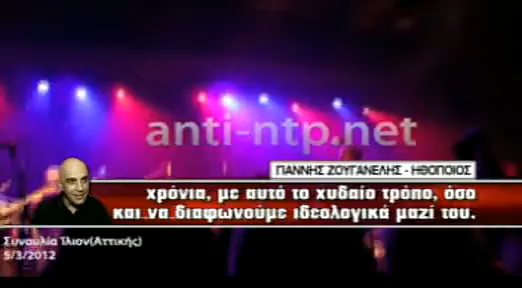 anti-ntp.net
ΓΙΑΝΝΗΣ ΖΟΥΓΑΝΕΛΗΣ - ΗΘΟΠΟΙΟΣ
χρόνια, με αυτό το χυδαίο τρόπο, όσο
και να διαφωνούμε ιδεολογικά μαζί του.
Συναυλία Ίλιον(Αττικής)
5/3/2012